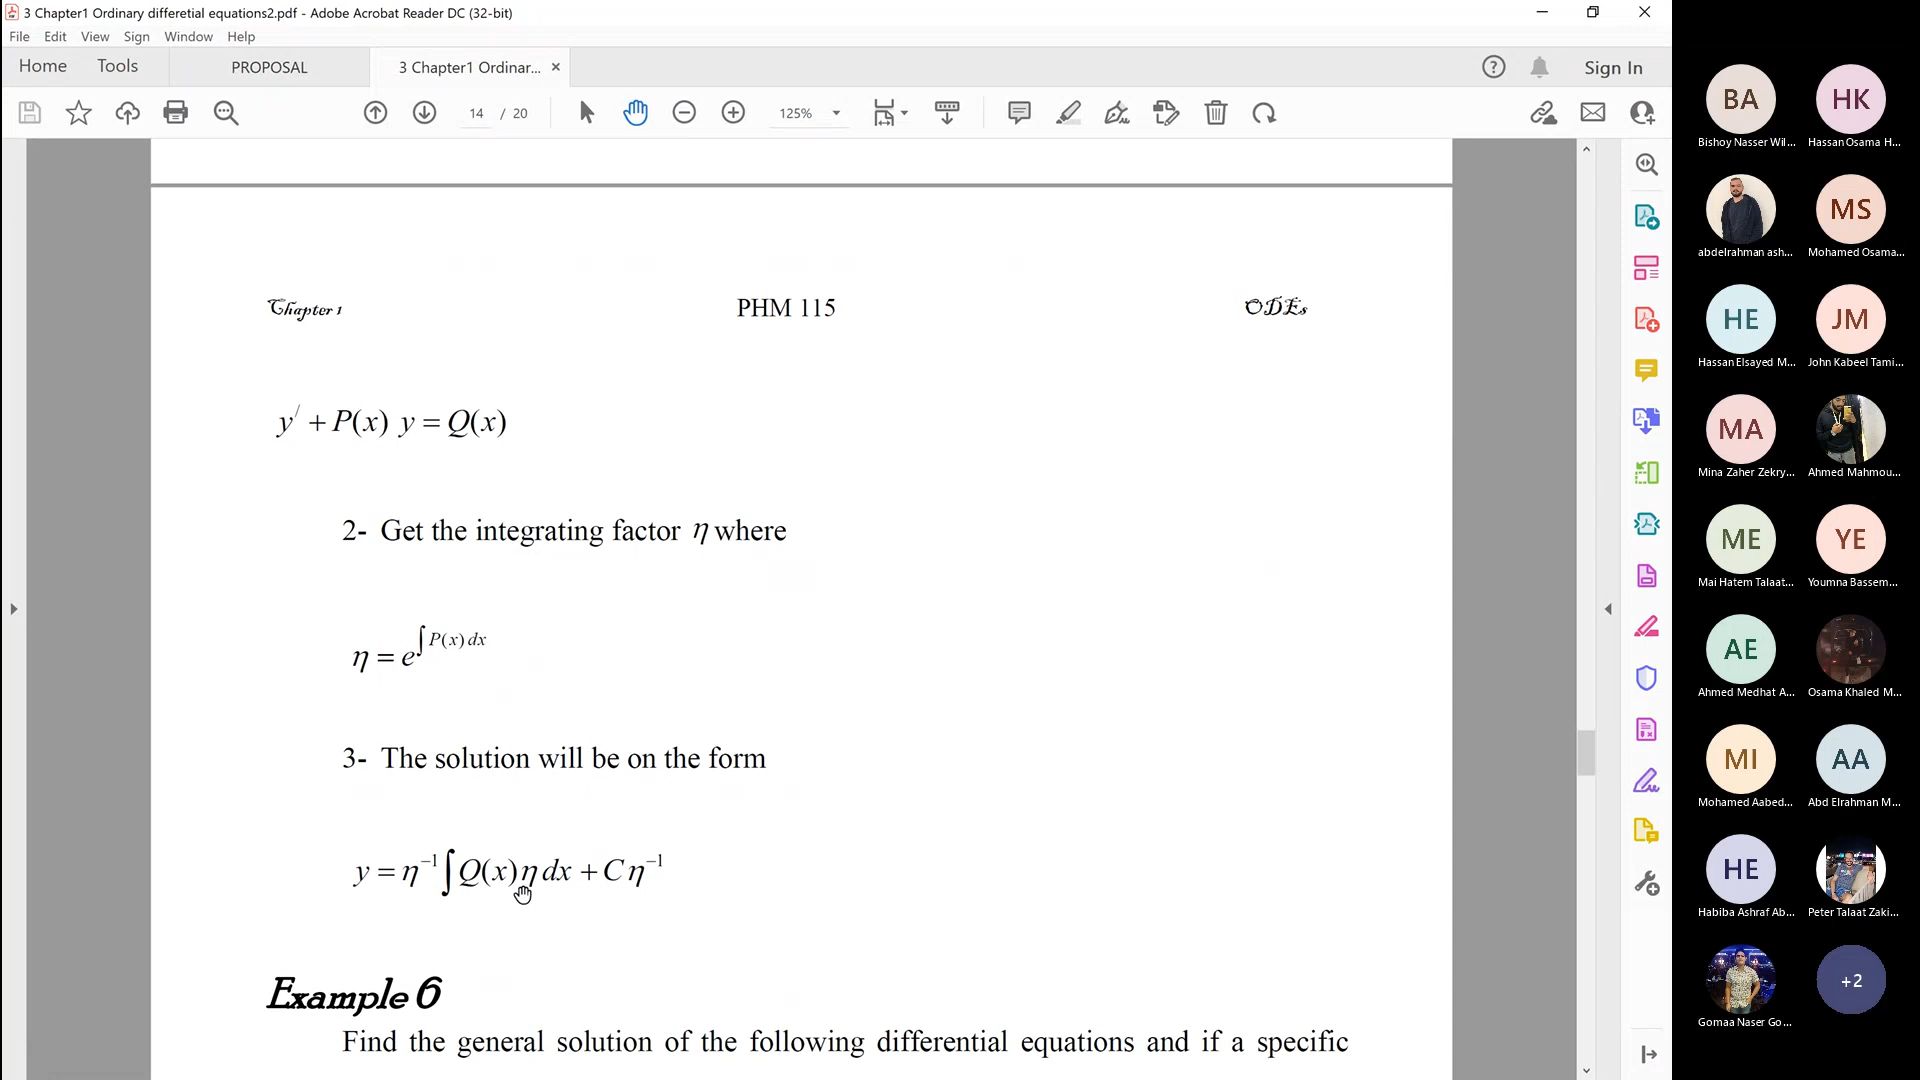 3 Chapter1 Ordinary differetial equations2.pdf - Adobe Acrobat Reader DC (32-bit)
File Edit View Sign Window Help
Home Tools PROPOSAL 3 Chapter1 Ordinar... × Sign In
14 / 20 125%
Chapter 1 PHM 115 ODEs
y′ + P(x) y = Q(x)
2- Get the integrating factor η where
η = e^{∫ P(x) dx}
3- The solution will be on the form
y = η⁻¹ ∫ Q(x) η dx + C η⁻¹
Example 6
Find the general solution of the following differential equations and if a specific
BA HK
Bishoy Nasser Wil... Hassan Osama H...
MS
abdelrahman ash... Mohamed Osama...
HE JM
Hassan Elsayed M... John Kabeel Tami...
MA
Mina Zaher Zekry... Ahmed Mahmou...
ME YE
Mai Hatem Talaat... Youmna Bassem...
AE
Ahmed Medhat A... Osama Khaled M...
MI AA
Mohamed Aabed... Abd Elrahman M...
HE
Habiba Ashraf Ab... Peter Talaat Zaki...
+2
Gomaa Naser Go...